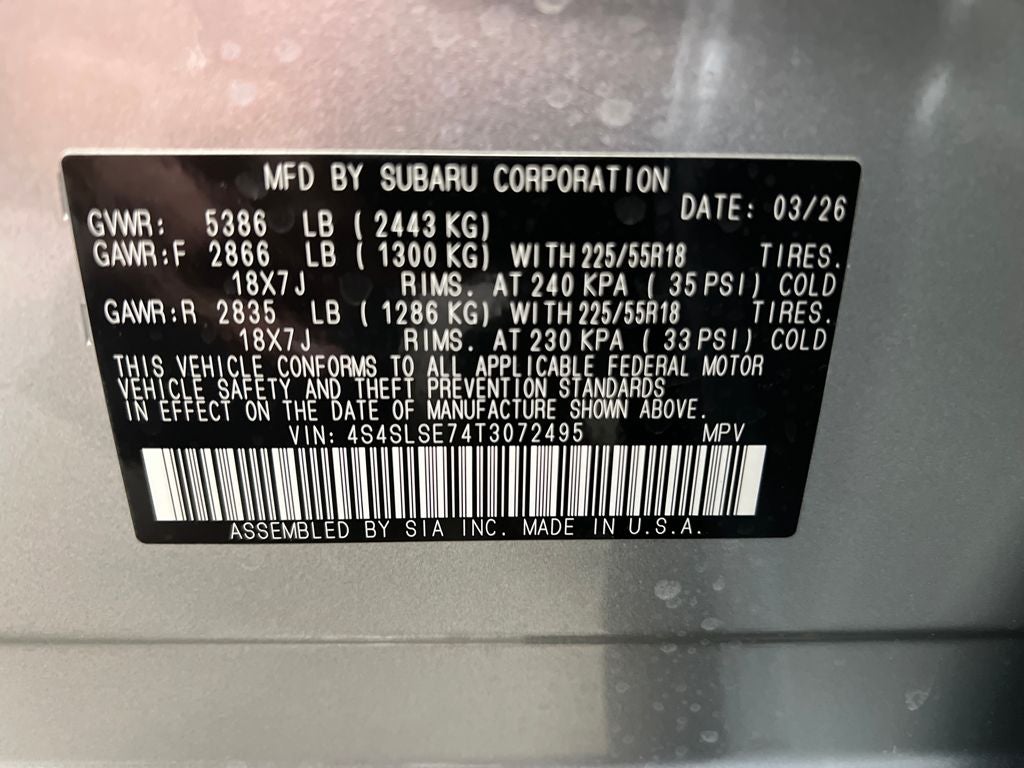 MFD BY SUBARU CORPORATION
DATE: 03/26
GVWR: 5386 LB ( 2443 KG)
GAWR:F 2866 LB ( 1300 KG) WITH 225/55R18 TIRES.
18X7J RIMS. AT 240 KPA ( 35 PSI) COLD
GAWR:R 2835 LB ( 1286 KG) WITH 225/55R18 TIRES.
18X7J RIMS. AT 230 KPA ( 33 PSI) COLD
THIS VEHICLE CONFORMS TO ALL APPLICABLE FEDERAL MOTOR
VEHICLE SAFETY AND THEFT PREVENTION STANDARDS
IN EFFECT ON THE DATE OF MANUFACTURE SHOWN ABOVE.
VIN: 4S4SLSE74T3072495 MPV
ASSEMBLED BY SIA INC. MADE IN U.S.A.